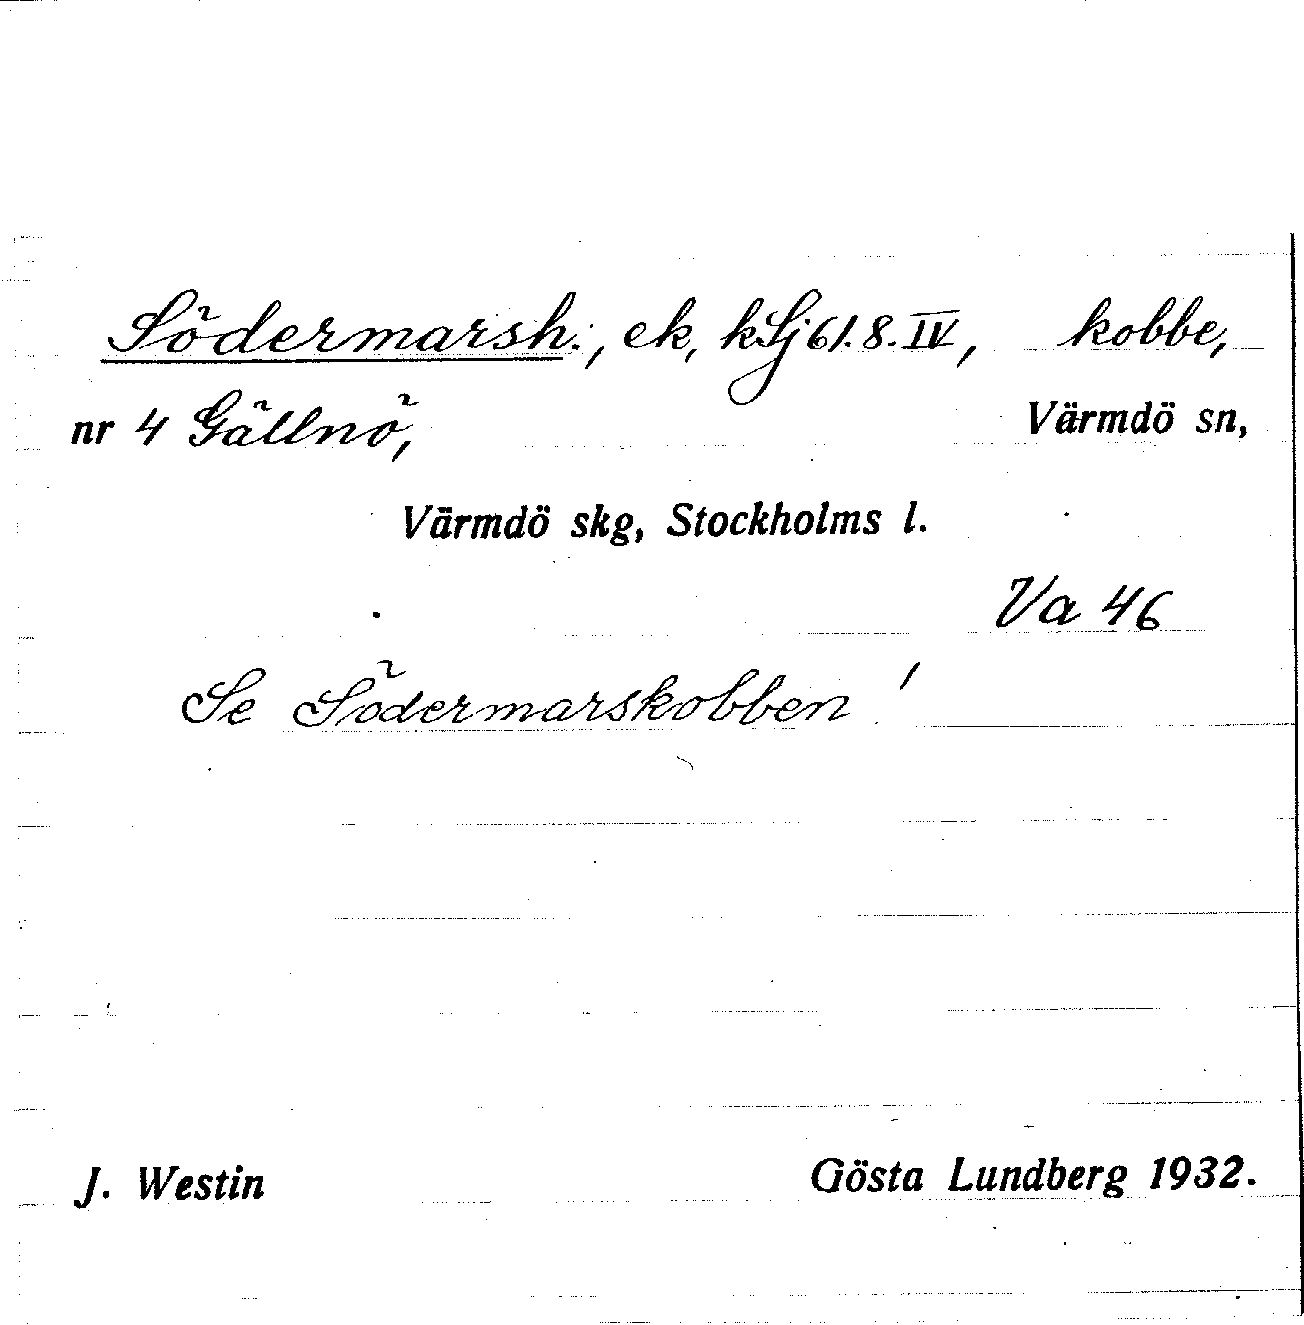 Södermarsh., ek, kSj 61.8.IV, kobbe,
nr 4 Gällnö, Värmdö sn,
Värmdö skg, Stockholms l.
Va 46
Se Södermarskobben!
J. Westin Gösta Lundberg 1932.